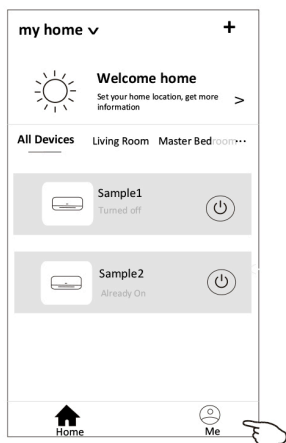 my home
Welcome home
Set your home location, get more
information
All Devices Living Room Master Bedroom...
Sample1
Turned off
Sample2
Already On
Home
Me